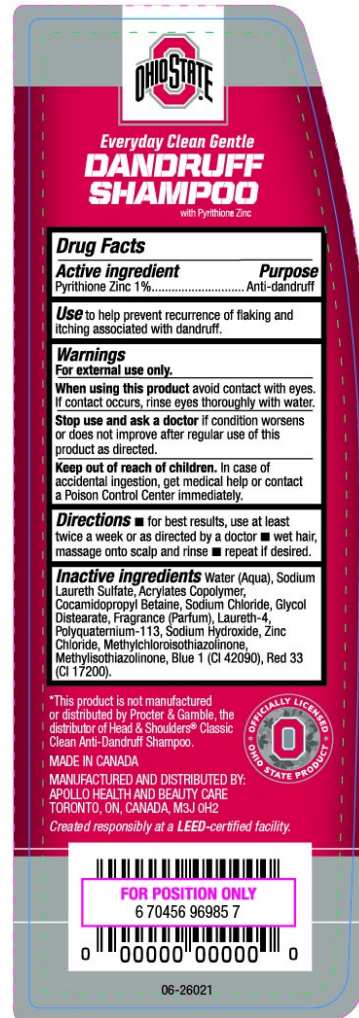 OHIO STATE
Everyday Clean Gentle
DANDRUFF
SHAMPOO
with Pyrithione Zinc
Drug Facts
Active ingredient Purpose
Pyrithione Zinc 1%............................ Anti-dandruff
Use to help prevent recurrence of flaking and
itching associated with dandruff.
Warnings
For external use only.
When using this product avoid contact with eyes.
If contact occurs, rinse eyes thoroughly with water.
Stop use and ask a doctor if condition worsens
or does not improve after regular use of this
product as directed.
Keep out of reach of children. In case of
accidental ingestion, get medical help or contact
a Poison Control Center immediately.
Directions ■ for best results, use at least
twice a week or as directed by a doctor ■ wet hair,
massage onto scalp and rinse ■ repeat if desired.
Inactive ingredients Water (Aqua), Sodium
Laureth Sulfate, Acrylates Copolymer,
Cocamidopropyl Betaine, Sodium Chloride, Glycol
Distearate, Fragrance (Parfum), Laureth-4,
Polyquaternium-113, Sodium Hydroxide, Zinc
Chloride, Methylchloroisothiazolinone,
Methylisothiazolinone, Blue 1 (CI 42090), Red 33
(CI 17200).
*This product is not manufactured
or distributed by Procter & Gamble, the
distributor of Head & Shoulders® Classic
Clean Anti-Dandruff Shampoo.
OFFICIALLY LICENSED
OHIO STATE PRODUCT
MADE IN CANADA
MANUFACTURED AND DISTRIBUTED BY:
APOLLO HEALTH AND BEAUTY CARE
TORONTO, ON, CANADA, M3J 0H2
Created responsibly at a LEED-certified facility.
FOR POSITION ONLY
6 70456 96985 7
0 00000 00000 0
06-26021